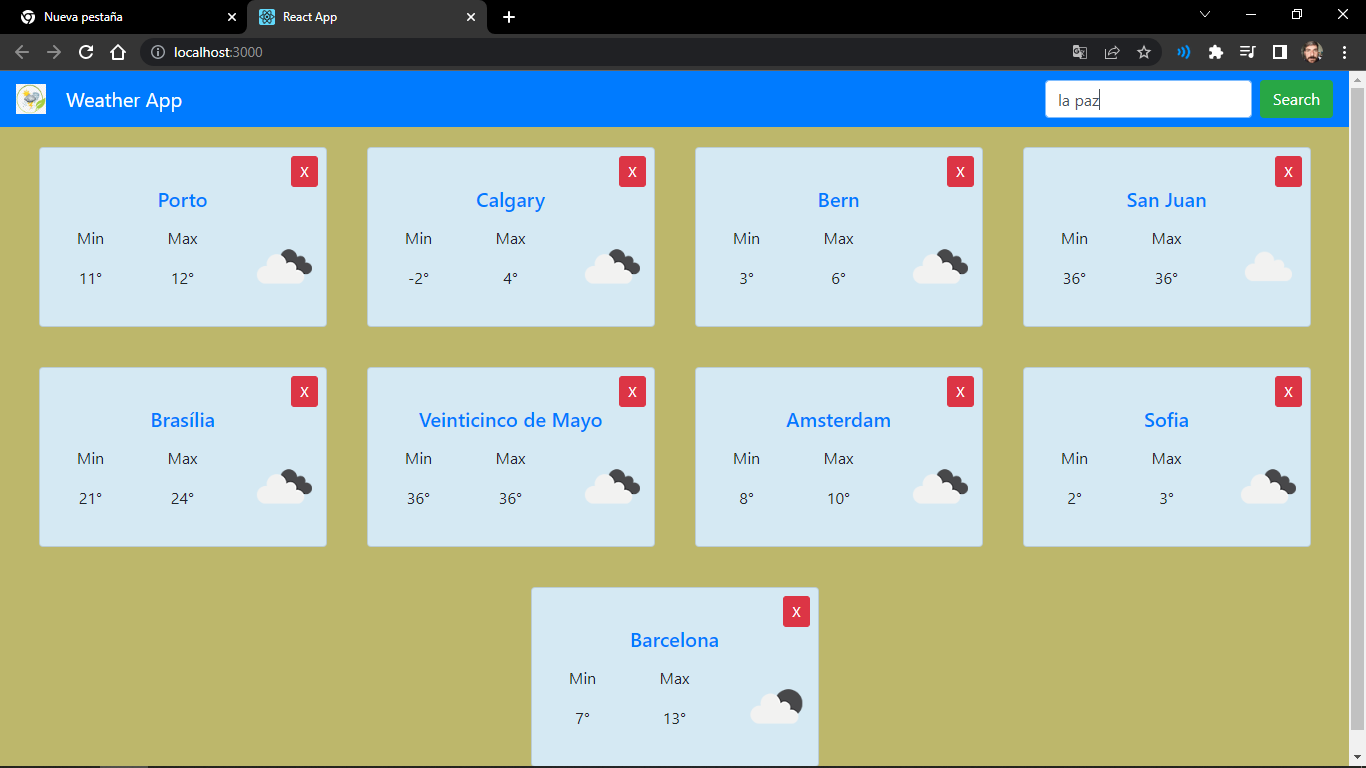 Nueva pestaña
React App
localhost:3000
Weather App
la paz
Search
X
Porto
Min Max
11° 12°
X
Calgary
Min Max
-2° 4°
X
Bern
Min Max
3° 6°
X
San Juan
Min Max
36° 36°
X
Brasília
Min Max
21° 24°
X
Veinticinco de Mayo
Min Max
36° 36°
X
Amsterdam
Min Max
8° 10°
X
Sofia
Min Max
2° 3°
X
Barcelona
Min Max
7° 13°